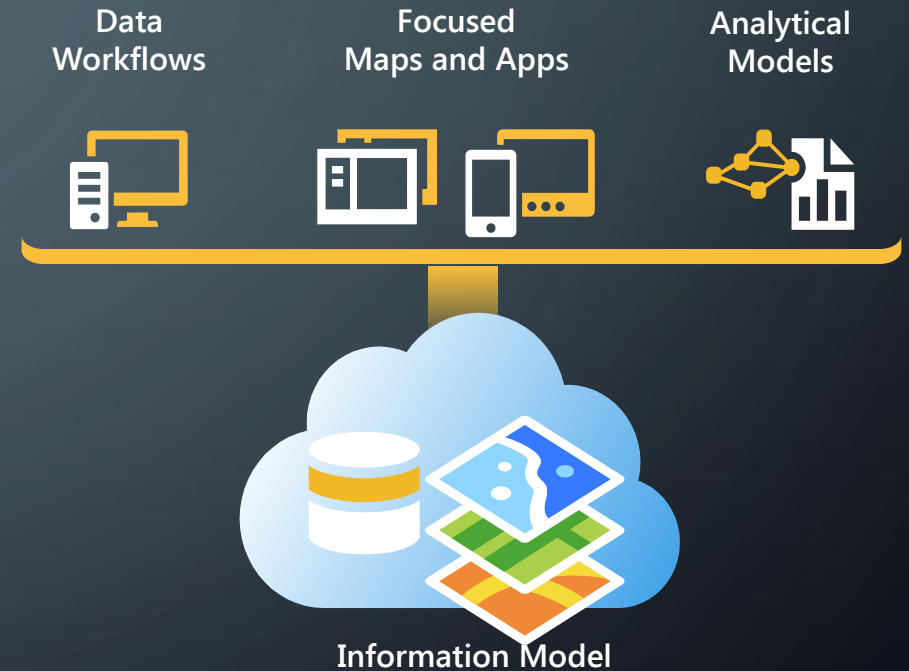 Data
Workflows
Focused
Maps and Apps
Analytical
Models
Information Model